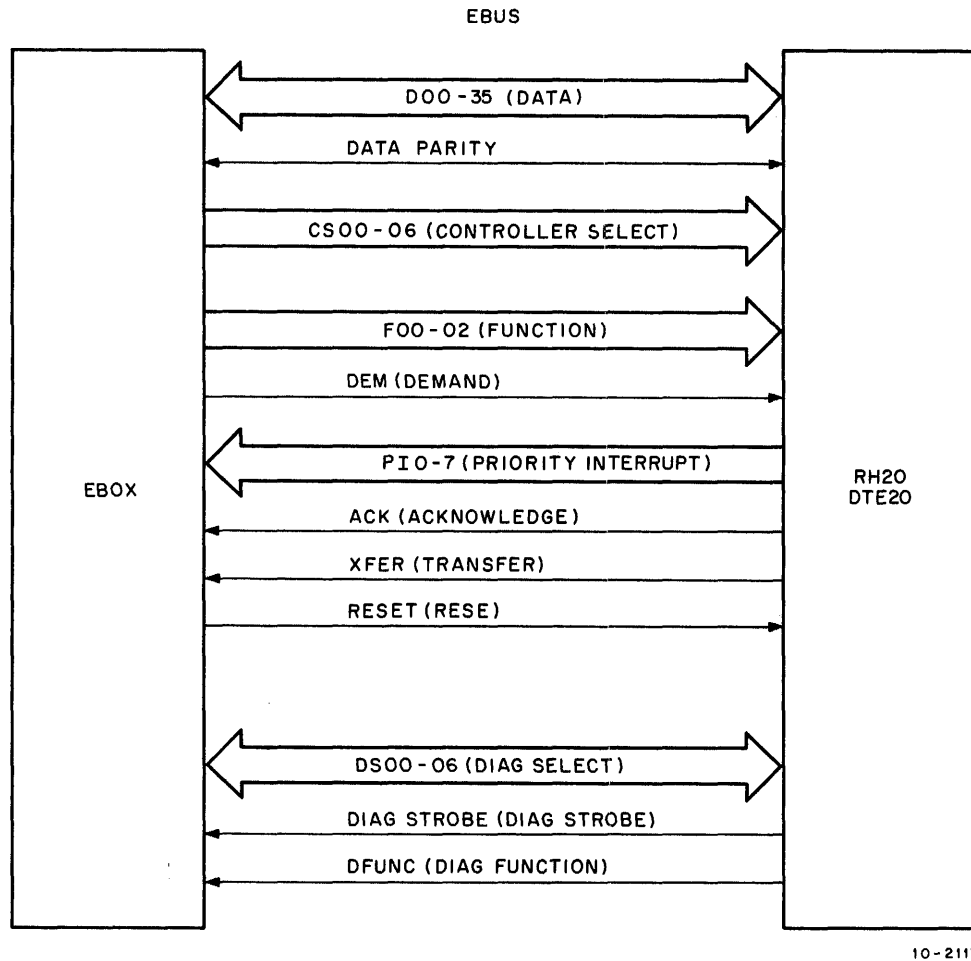 EBUS
D00-35 (DATA)
DATA PARITY
CS00-06 (CONTROLLER SELECT)
F00-02 (FUNCTION)
DEM (DEMAND)
PI0-7 (PRIORITY INTERRUPT)
EBOX
RH20
DTE20
ACK (ACKNOWLEDGE)
XFER (TRANSFER)
RESET (RESE)
DS00-06 (DIAG SELECT)
DIAG STROBE (DIAG STROBE)
DFUNC (DIAG FUNCTION)
10-211